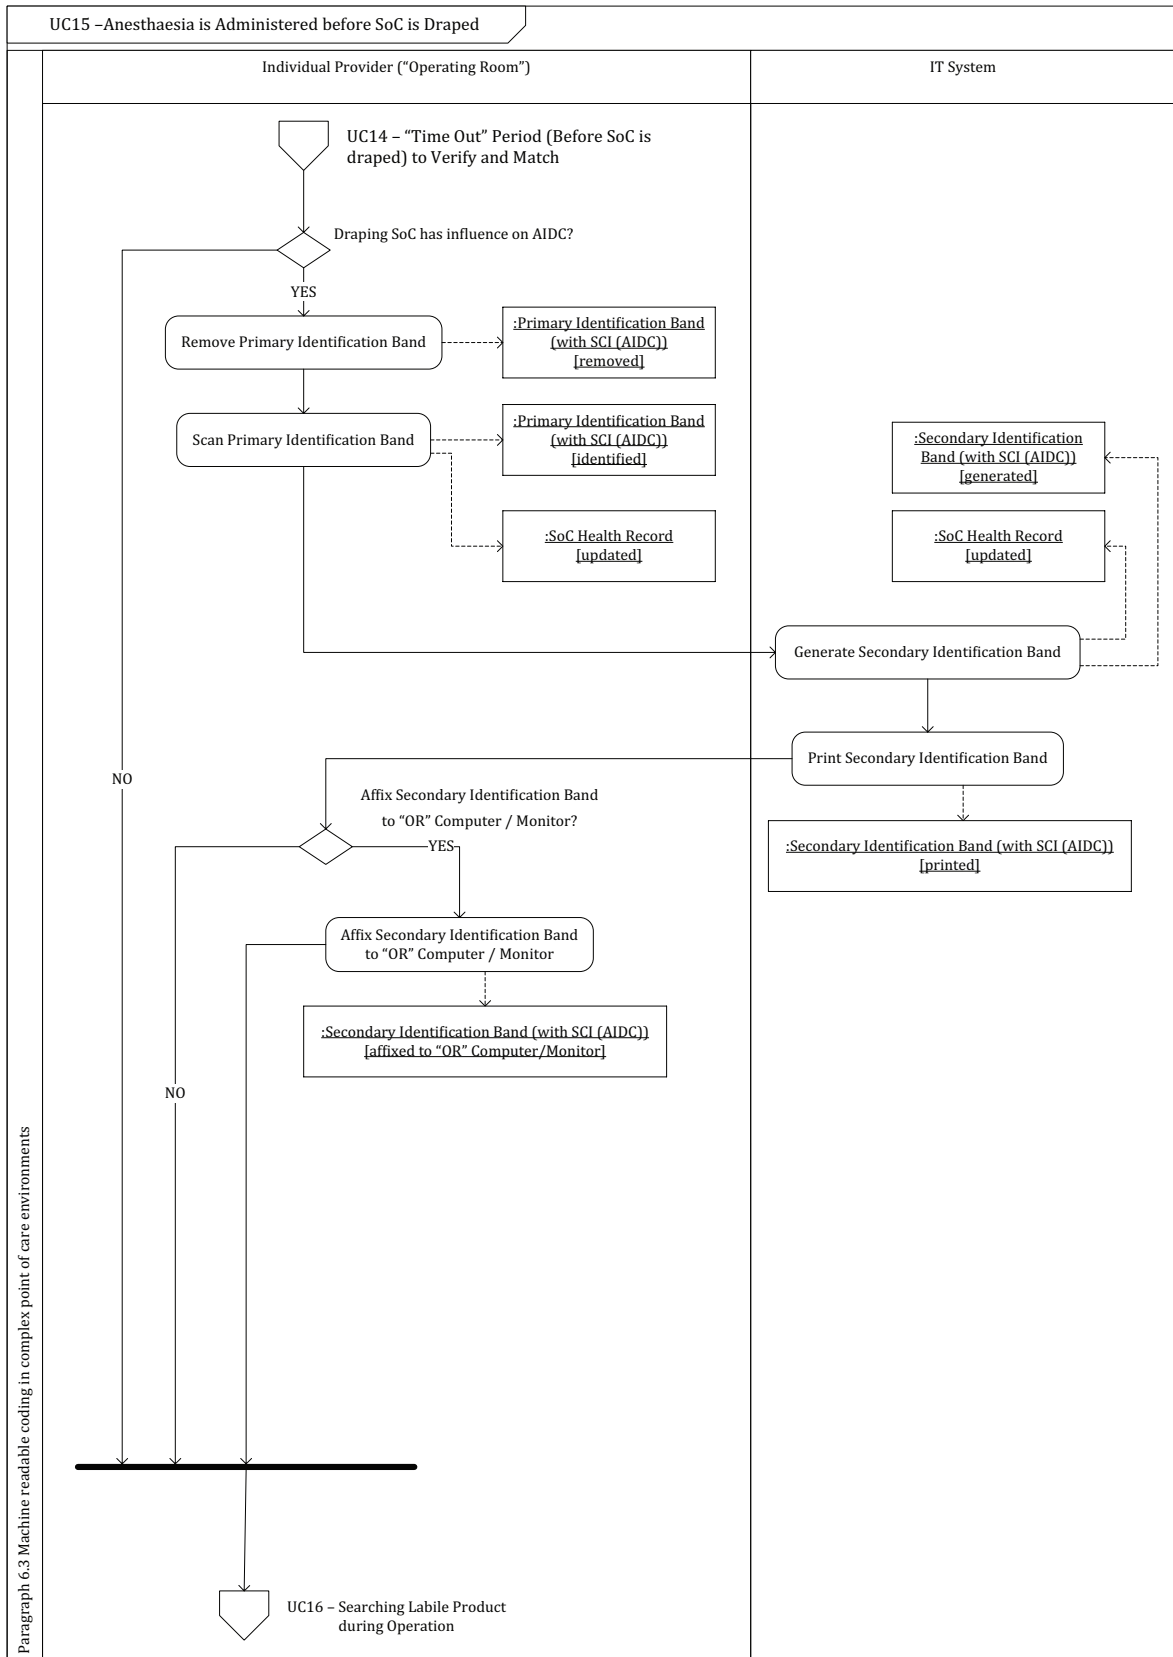 UC15 –Anesthaesia is Administered before SoC is Draped
Individual Provider (“Operating Room”)
IT System
UC14 – “Time Out” Period (Before SoC is
draped) to Verify and Match
Draping SoC has influence on AIDC?
YES
Remove Primary Identification Band
:Primary Identification Band
(with SCI (AIDC))
[removed]
Scan Primary Identification Band
:Primary Identification Band
(with SCI (AIDC))
[identified]
:Secondary Identification
Band (with SCI (AIDC))
[generated]
:SoC Health Record
[updated]
:SoC Health Record
[updated]
Generate Secondary Identification Band
Print Secondary Identification Band
NO
Affix Secondary Identification Band
to “OR” Computer / Monitor?
YES
:Secondary Identification Band (with SCI (AIDC))
[printed]
Affix Secondary Identification Band
to “OR” Computer / Monitor
:Secondary Identification Band (with SCI (AIDC))
[affixed to “OR” Computer/Monitor]
NO
Paragraph 6.3 Machine readable coding in complex point of care environments
UC16 – Searching Labile Product
during Operation